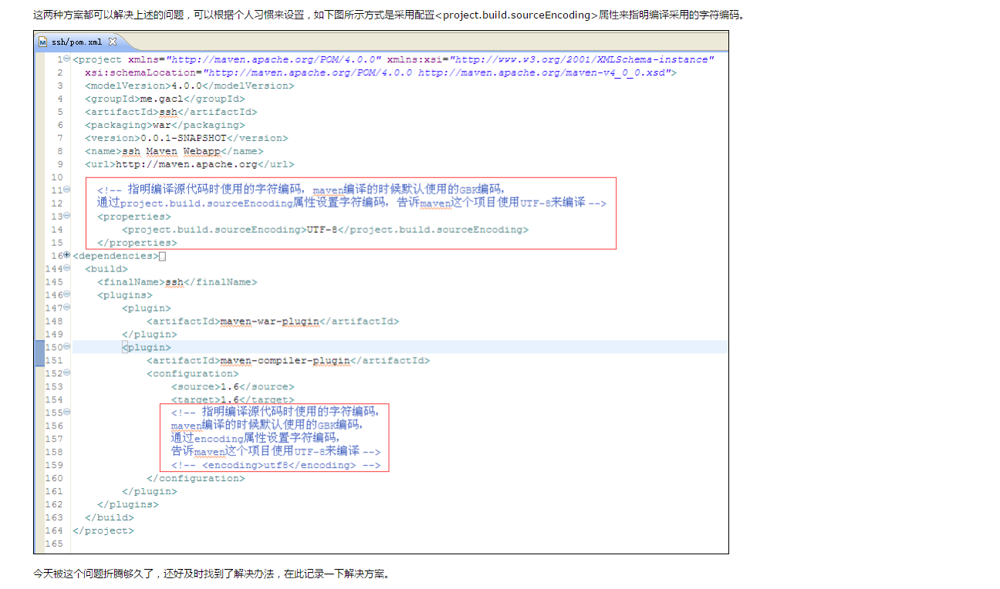 这两种方案都可以解决上述的问题，可以根据个人习惯来设置，如下图所示方式是采用配置<project.build.sourceEncoding>属性来指明编译采用的字符编码。
ssh/pom.xml
1 <project xmlns="http://maven.apache.org/POM/4.0.0" xmlns:xsi="http://www.w3.org/2001/XMLSchema-instance"
2 xsi:schemaLocation="http://maven.apache.org/POM/4.0.0 http://maven.apache.org/maven-v4_0_0.xsd">
3 <modelVersion>4.0.0</modelVersion>
4 <groupId>me.gacl</groupId>
5 <artifactId>ssh</artifactId>
6 <packaging>war</packaging>
7 <version>0.0.1-SNAPSHOT</version>
8 <name>ssh Maven Webapp</name>
9 <url>http://maven.apache.org</url>
10
11 <!-- 指明编译源代码时使用的字符编码，maven编译的时候默认使用的GBK编码，
12 通过project.build.sourceEncoding属性设置字符编码，告诉maven这个项目使用UTF-8来编译 -->
13 <properties>
14 <project.build.sourceEncoding>UTF-8</project.build.sourceEncoding>
15 </properties>
16 <dependencies>
144 <build>
145 <finalName>ssh</finalName>
146 <plugins>
147 <plugin>
148 <artifactId>maven-war-plugin</artifactId>
149 </plugin>
150 <plugin>
151 <artifactId>maven-compiler-plugin</artifactId>
152 <configuration>
153 <source>1.6</source>
154 <target>1.6</target>
155 <!-- 指明编译源代码时使用的字符编码，
156 maven编译的时候默认使用的GBK编码，
157 通过encoding属性设置字符编码，
158 告诉maven这个项目使用UTF-8来编译 -->
159 <!-- <encoding>utf8</encoding> -->
160 </configuration>
161 </plugin>
162 </plugins>
163 </build>
164 </project>
165
今天被这个问题折腾够久了，还好及时找到了解决办法，在此记录一下解决方案。